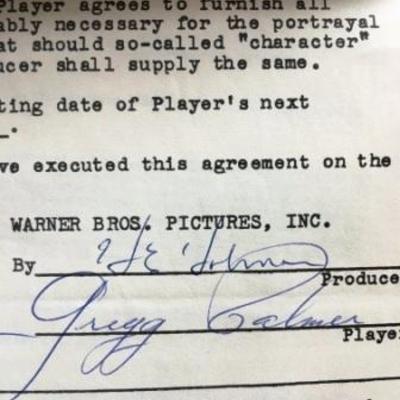 Player agrees to furnish all
ably necessary for the portrayal
at should so-called "character"
ucer shall supply the same.
ting date of Player's next
ve executed this agreement on the
WARNER BROS. PICTURES, INC.
By
Produce
Gregg Palmer
Player